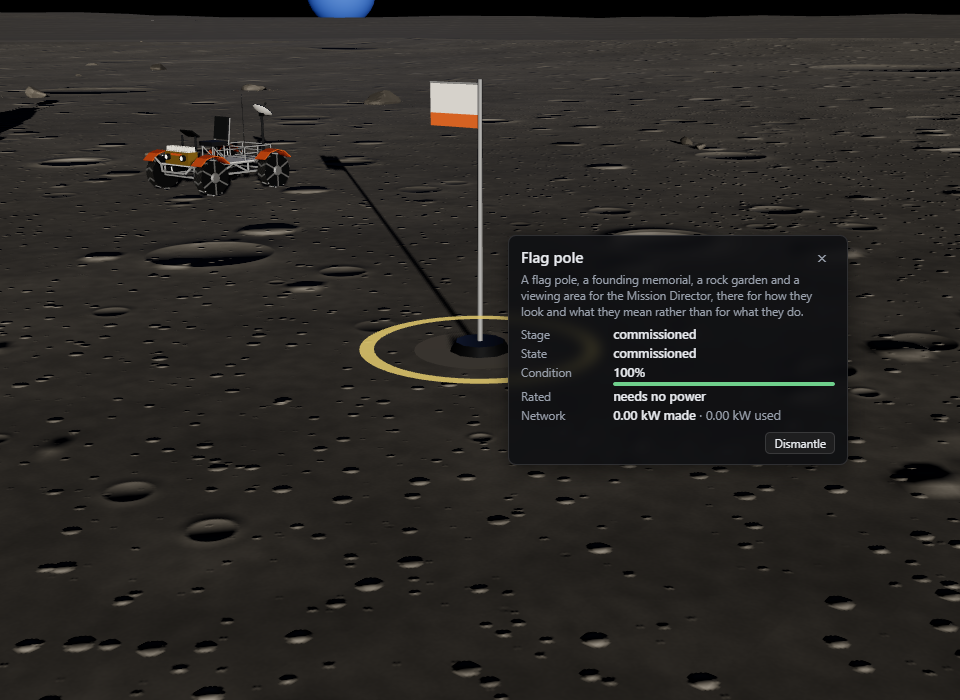 Flag pole
A flag pole, a founding memorial, a rock garden and a
viewing area for the Mission Director, there for how they
look and what they mean rather than for what they do.
Stage commissioned
State commissioned
Condition 100%
Rated needs no power
Network 0.00 kW made · 0.00 kW used
Dismantle